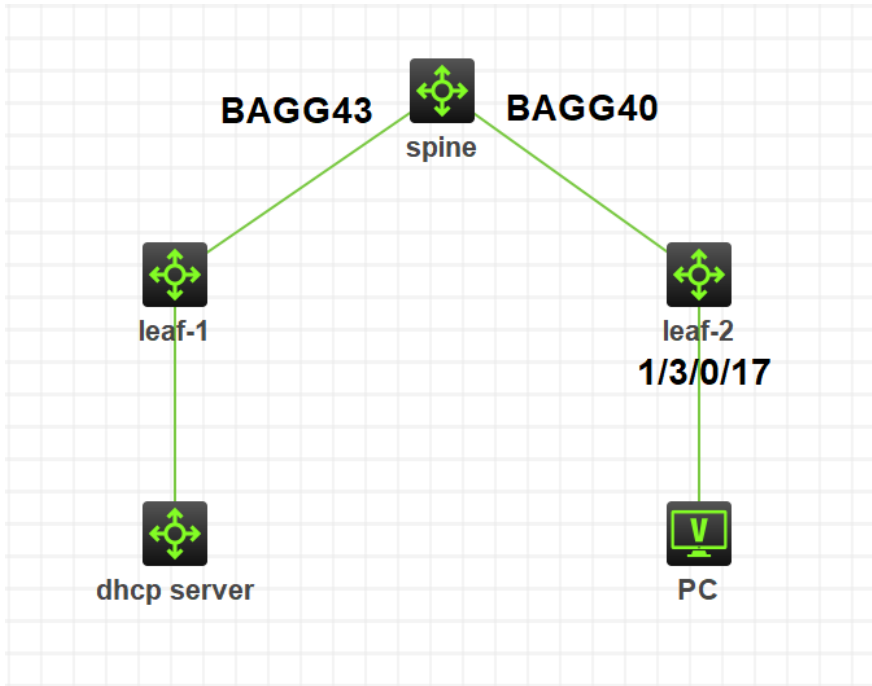 BAGG43
BAGG40
spine
leaf-1
leaf-2
1/3/0/17
dhcp server
V
PC